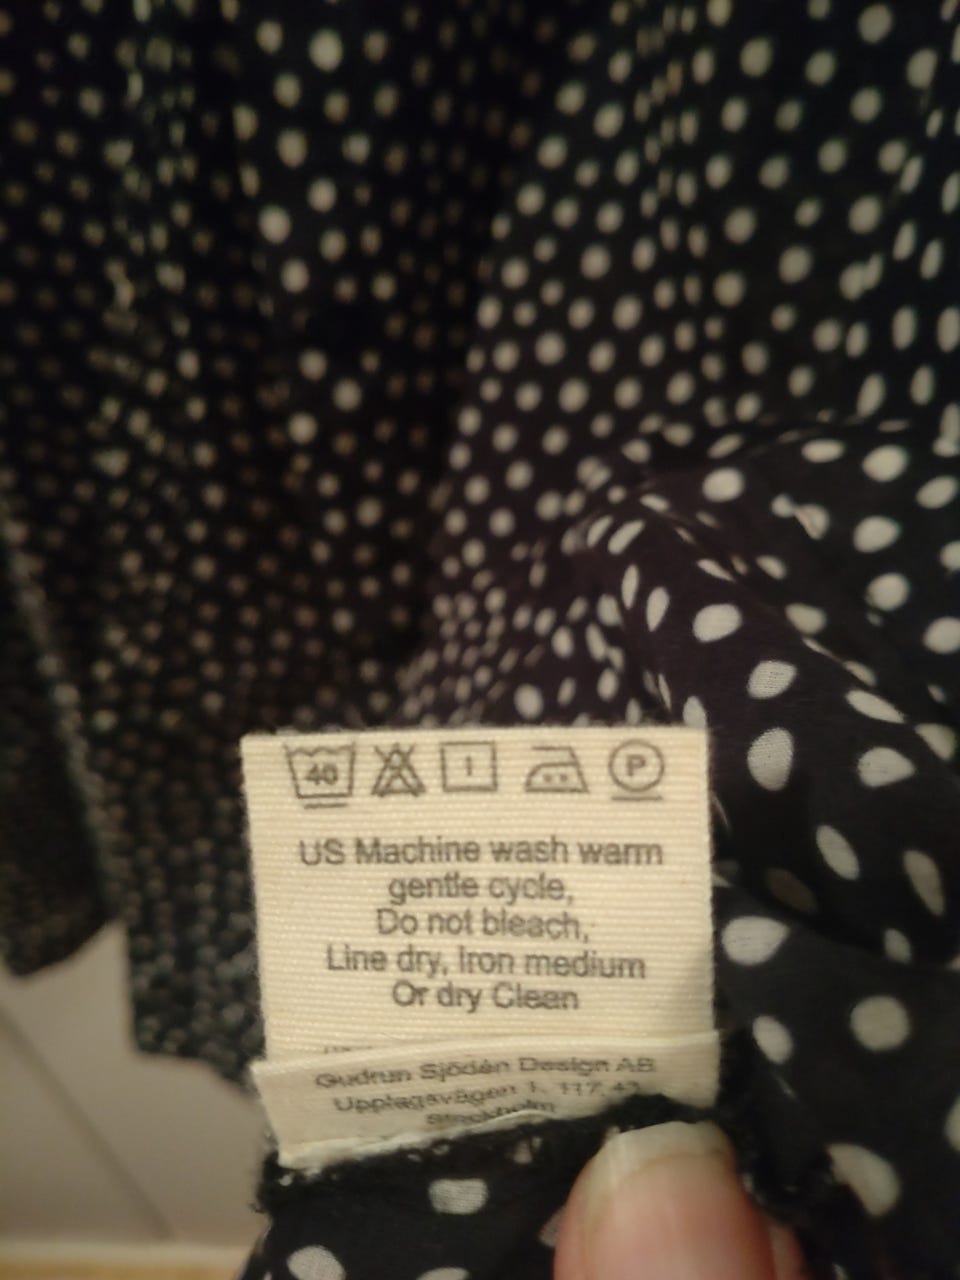 40 P
US Machine wash warm
gentle cycle,
Do not bleach,
Line dry, Iron medium
Or dry Clean
Gudrun Sjödén Design AB
Upplagsvägen 1, 117 43
Stockholm